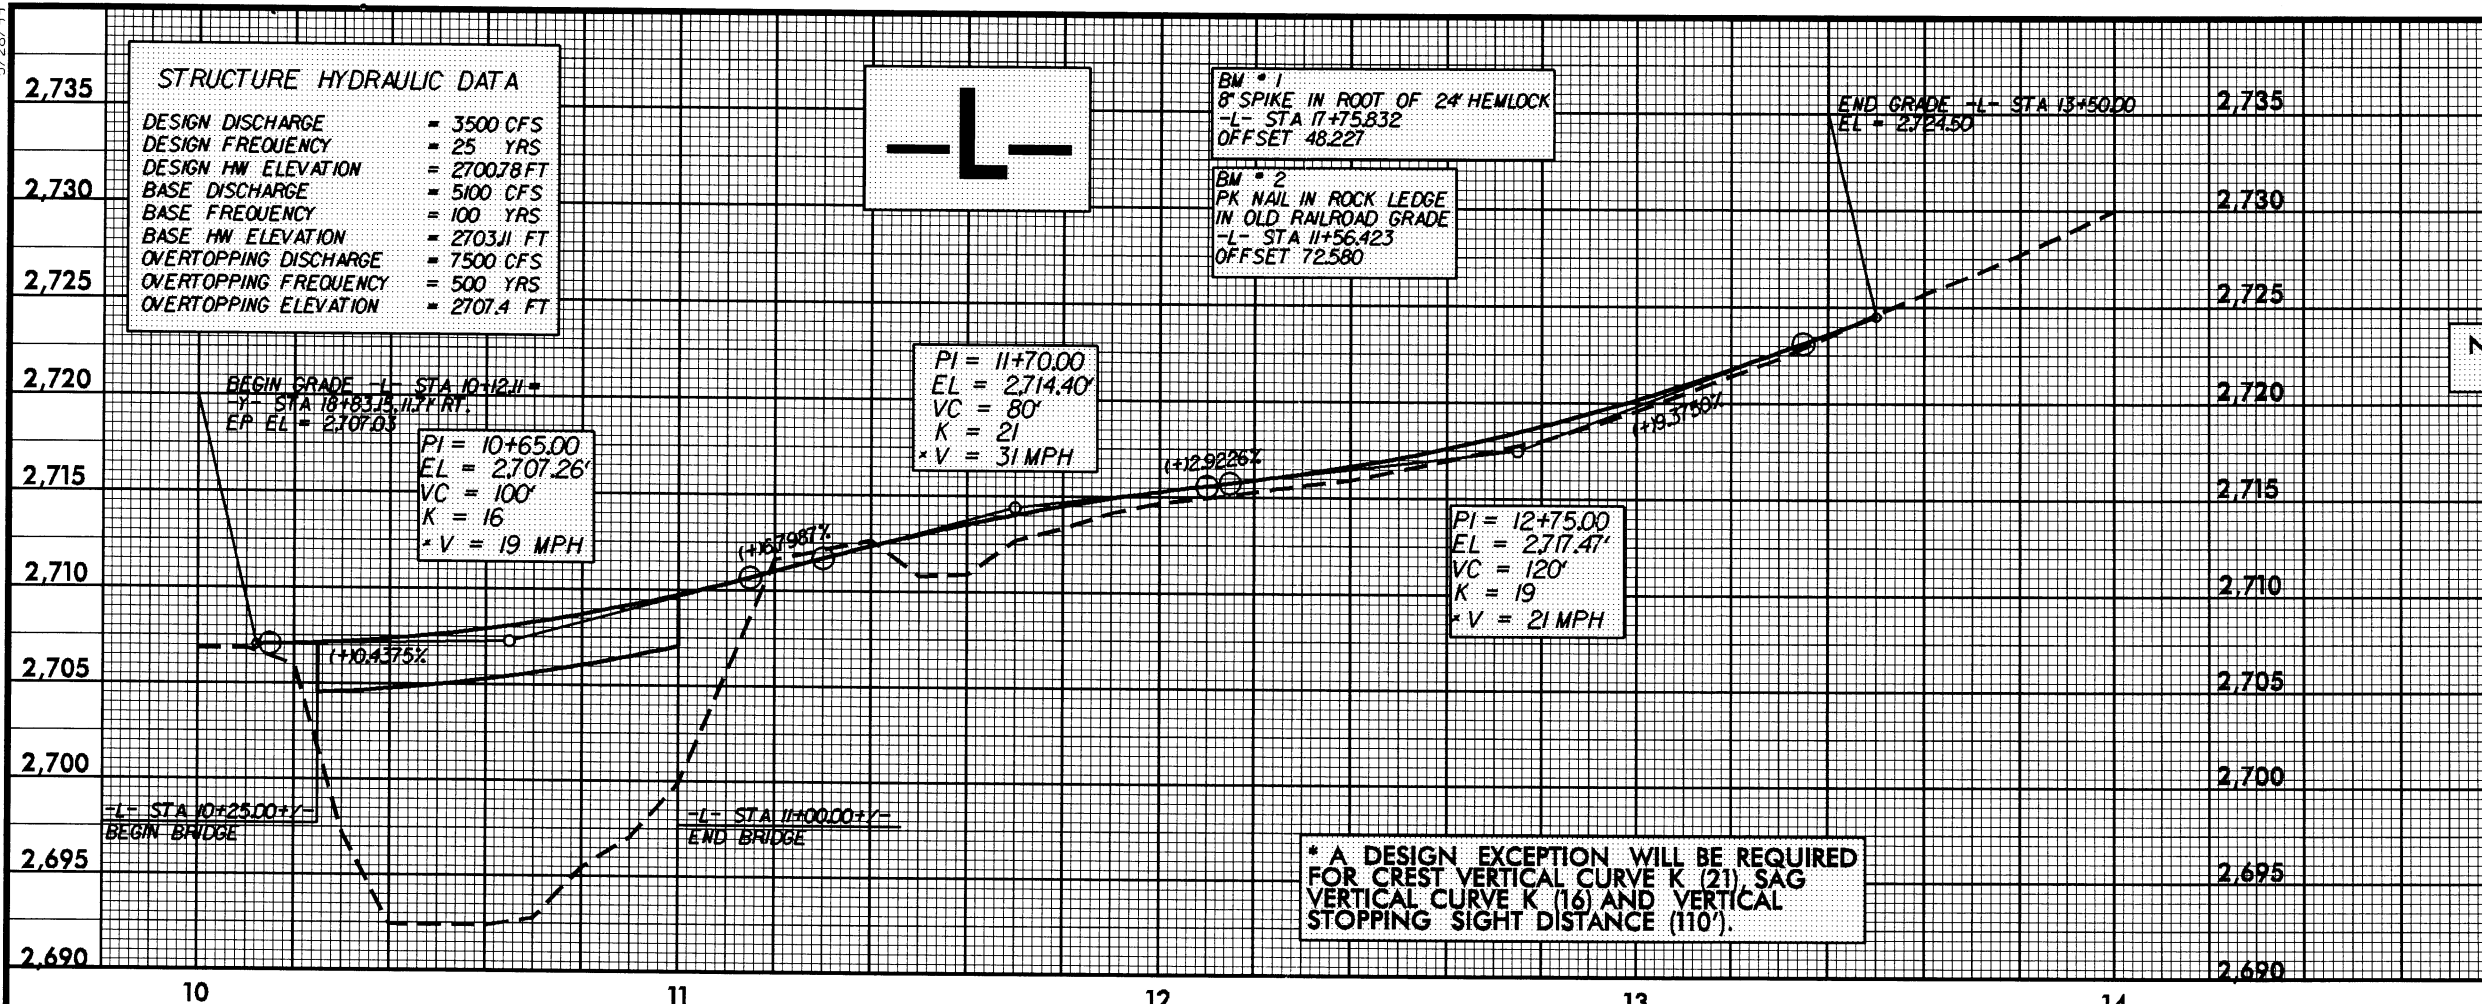 STRUCTURE HYDRAULIC DATA
DESIGN DISCHARGE = 3500 CFS
DESIGN FREQUENCY = 25 YRS
DESIGN HW ELEVATION = 2700.78 FT
BASE DISCHARGE = 5100 CFS
BASE FREQUENCY = 100 YRS
BASE HW ELEVATION = 2703.11 FT
OVERTOPPING DISCHARGE = 7500 CFS
OVERTOPPING FREQUENCY = 500 YRS
OVERTOPPING ELEVATION = 2707.4 FT
-L-
BM # 1
8" SPIKE IN ROOT OF 24" HEMLOCK
-L- STA 17+75.832
OFFSET 48.227
BM # 2
PK NAIL IN ROCK LEDGE
IN OLD RAILROAD GRADE
-L- STA 11+56.423
OFFSET 72.580
END GRADE -L- STA 13+50.00
EL = 2,724.50
BEGIN GRADE -L- STA 10+12.11 =
-Y- STA 18+83.15, 11.71' RT.
EP EL = 2,707.03
PI = 10+65.00
EL = 2,707.26'
VC = 100'
K = 16
* V = 19 MPH
PI = 11+70.00
EL = 2,714.40'
VC = 80'
K = 21
* V = 31 MPH
PI = 12+75.00
EL = 2,717.47'
VC = 120'
K = 19
* V = 21 MPH
(+)0.4375%
(+)6.7987%
(+)2.9226%
(+)9.3750%
-L- STA 10+25.00+/-
BEGIN BRIDGE
-L- STA 11+00.00+/-
END BRIDGE
* A DESIGN EXCEPTION WILL BE REQUIRED
FOR CREST VERTICAL CURVE K (21), SAG
VERTICAL CURVE K (16) AND VERTICAL
STOPPING SIGHT DISTANCE (110').
2,735
2,730
2,725
2,720
2,715
2,710
2,705
2,700
2,695
2,690
2,735
2,730
2,725
2,720
2,715
2,710
2,705
2,700
2,695
2,690
10
11
12
13
14